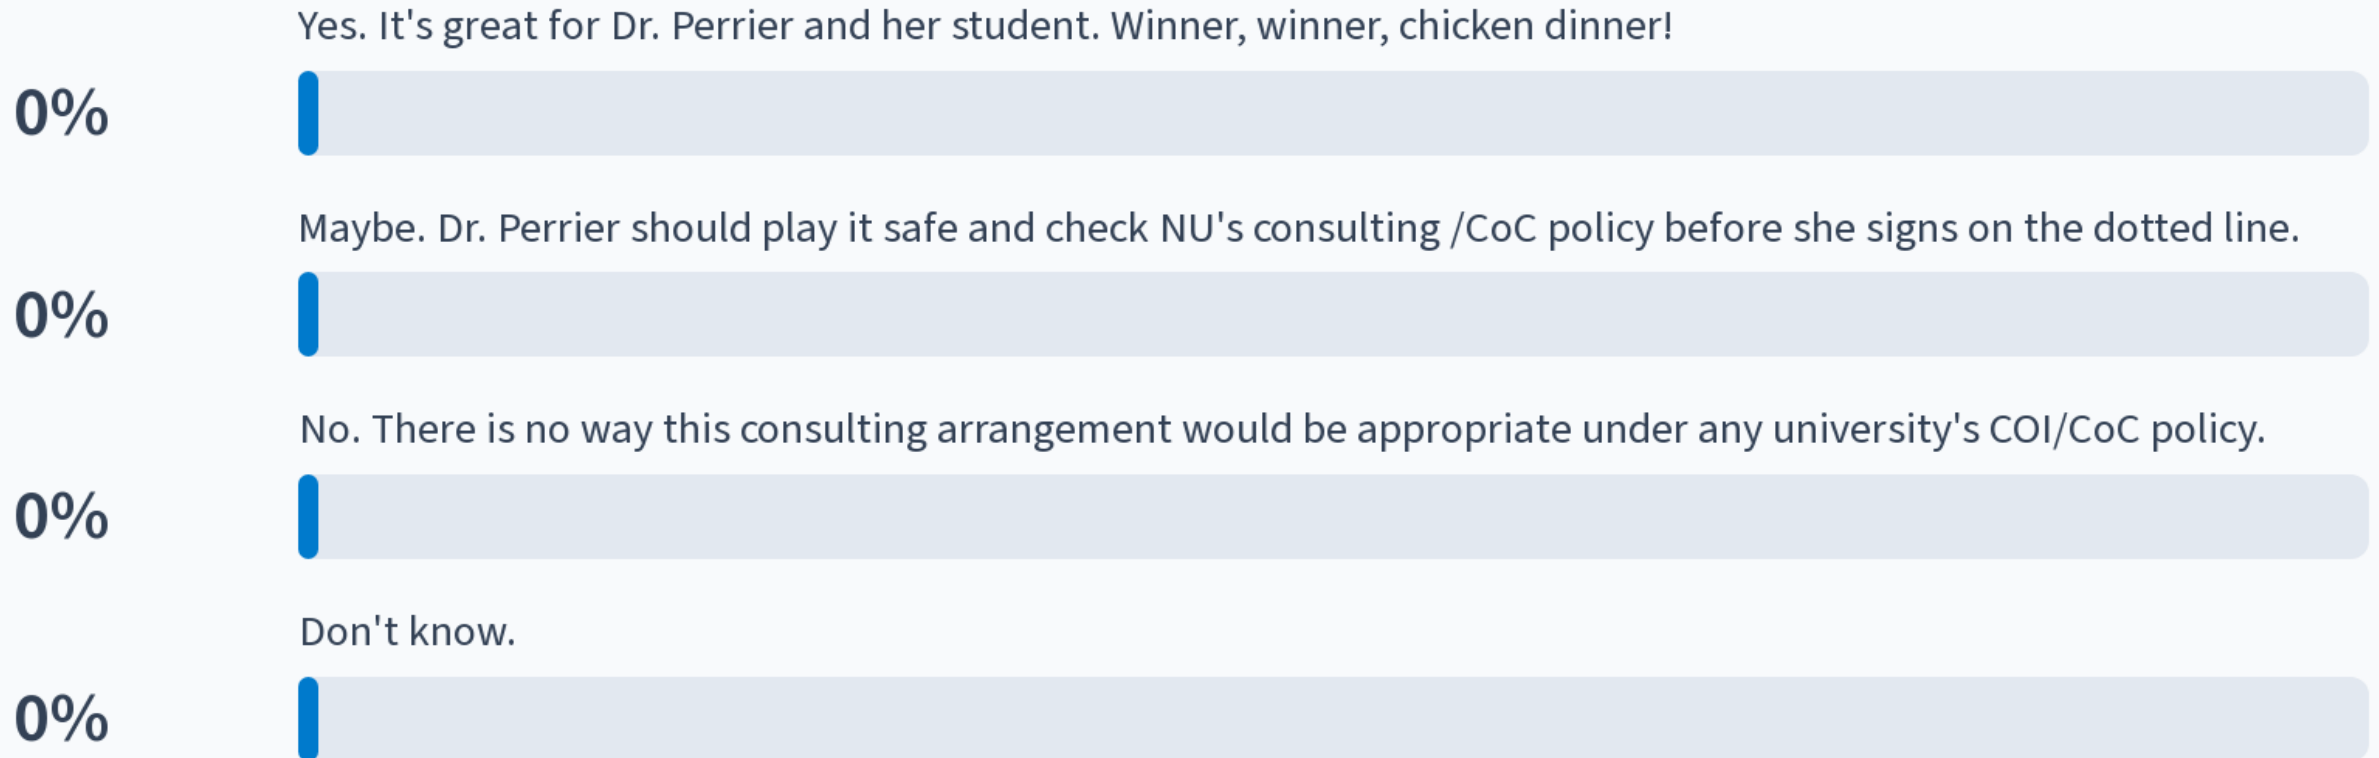 Yes. It's great for Dr. Perrier and her student. Winner, winner, chicken dinner!
0%
Maybe. Dr. Perrier should play it safe and check NU's consulting /CoC policy before she signs on the dotted line.
0%
No. There is no way this consulting arrangement would be appropriate under any university's COI/CoC policy.
0%
Don't know.
0%